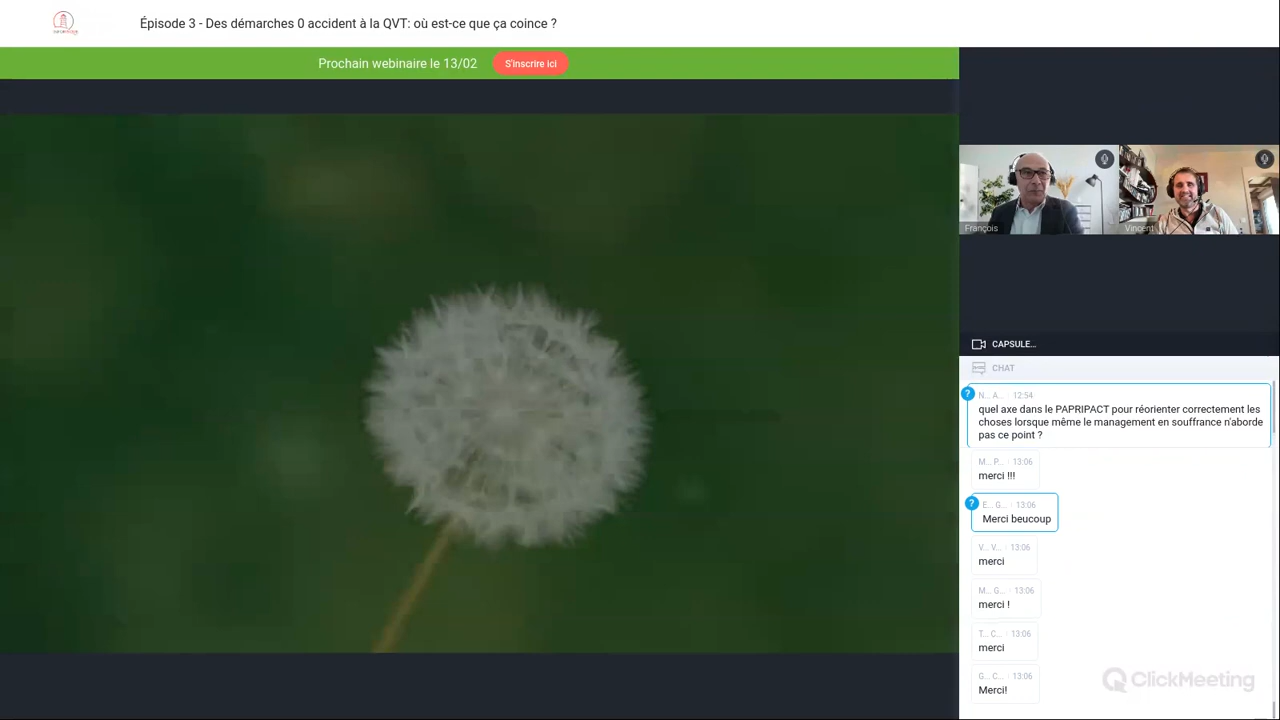 Épisode 3 - Des démarches 0 accident à la QVT: où est-ce que ça coince ?
Prochain webinaire le 13/02
S'inscrire ici
François
Vincent
CAPSULE...
CHAT
N... A... 12:54
quel axe dans le PAPRIPACT pour réorienter correctement les
choses lorsque même le management en souffrance n'aborde
pas ce point ?
M... P... 13:06
merci !!!
E... G... 13:06
Merci beucoup
V... V... 13:06
merci
M... G... 13:06
merci !
T... C... 13:06
merci
G... C... 13:06
Merci!
ClickMeeting